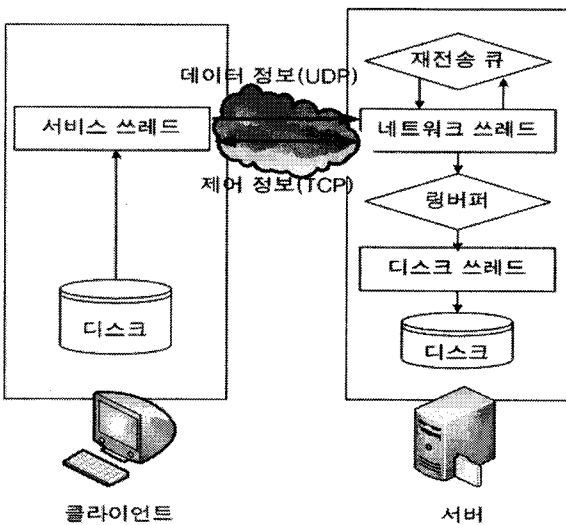 재전송 큐
데이터 정보(UDP)
서비스 쓰레드
네트워크 쓰레드
제어 정보(TCP)
링버퍼
디스크 쓰레드
디스크
디스크
클라이언트
서버